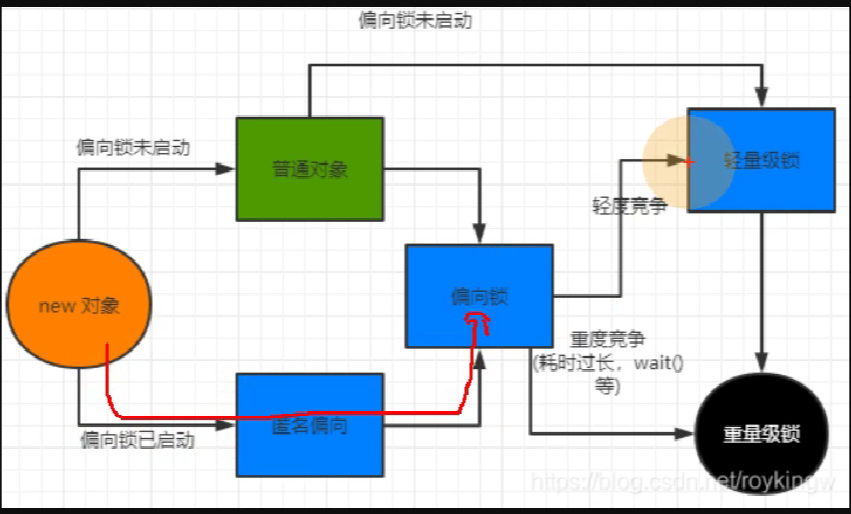 偏向锁未启动
偏向锁未启动
普通对象
轻量级锁
轻度竞争
new 对象
偏向锁
重度竞争
(耗时过长，wait()
等)
偏向锁已启动
匿名偏向
重量级锁
https://blog.csdn.net/roykingw